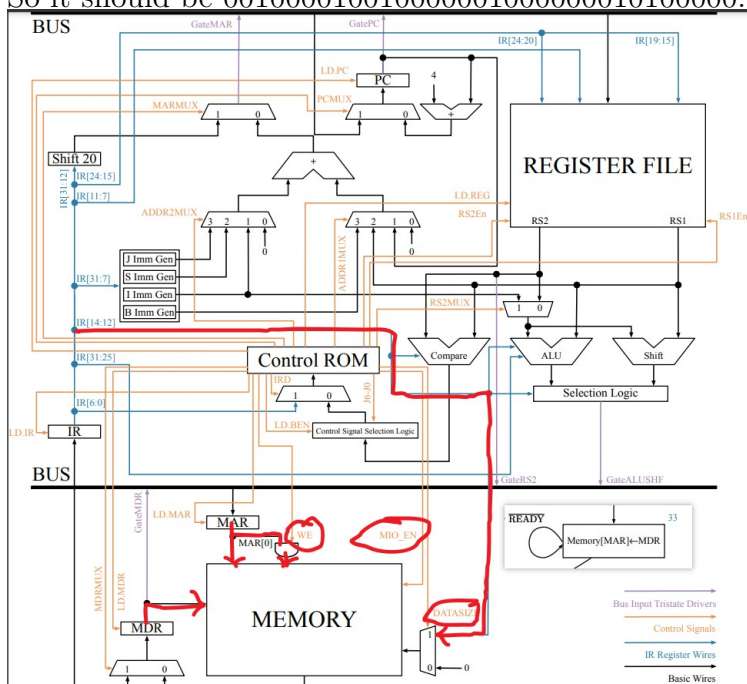 So it should be
BUS
GateMAR
GatePC
IR[24:20]
IR[19:15]
LD.PC
PC
4
MARMUX
PCMUX
1 0
1 0
+
Shift 20
+
REGISTER FILE
IR[31:12]
IR[24:15]
IR[11:7]
LD.REG
ADDR2MUX
RS2En
RS2
RS1
RS1En
3 2 1 0
3 2 1 0
0
0
ADDR1MUX
J Imm Gen
S Imm Gen
I Imm Gen
B Imm Gen
IR[31:7]
RS2MUX
1 0
IR[14:12]
Control ROM
Compare
ALU
Shift
IR[31:25]
IRD
J6-J0
Selection Logic
1 0
IR[6:0]
LD.BEN
Control Signal Selection Logic
LD.IR
IR
BUS
GateRS2
GateALUSHF
GateMDR
LD.MAR
MAR
MAR[0]
WE
MIO_EN
READY
33
Memory[MAR]←MDR
MDRMUX
LD.MDR
MDR
MEMORY
DATASIZE
1
0
0
1 0
Bus Input Tristate Drivers
Control Signals
IR Register Wires
Basic Wires